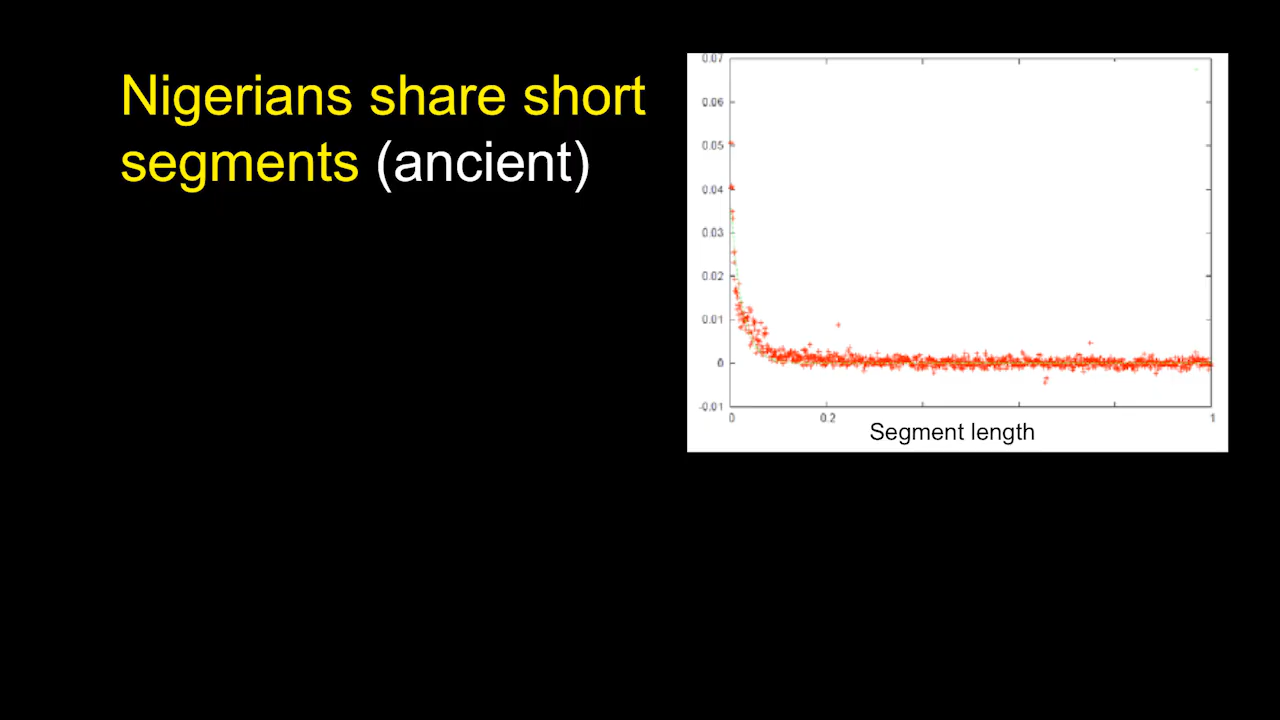 Nigerians share short
segments (ancient)
0.07
0.06
0.05
0.04
0.03
0.02
0.01
0
-0.01
0 0.2 1
Segment length